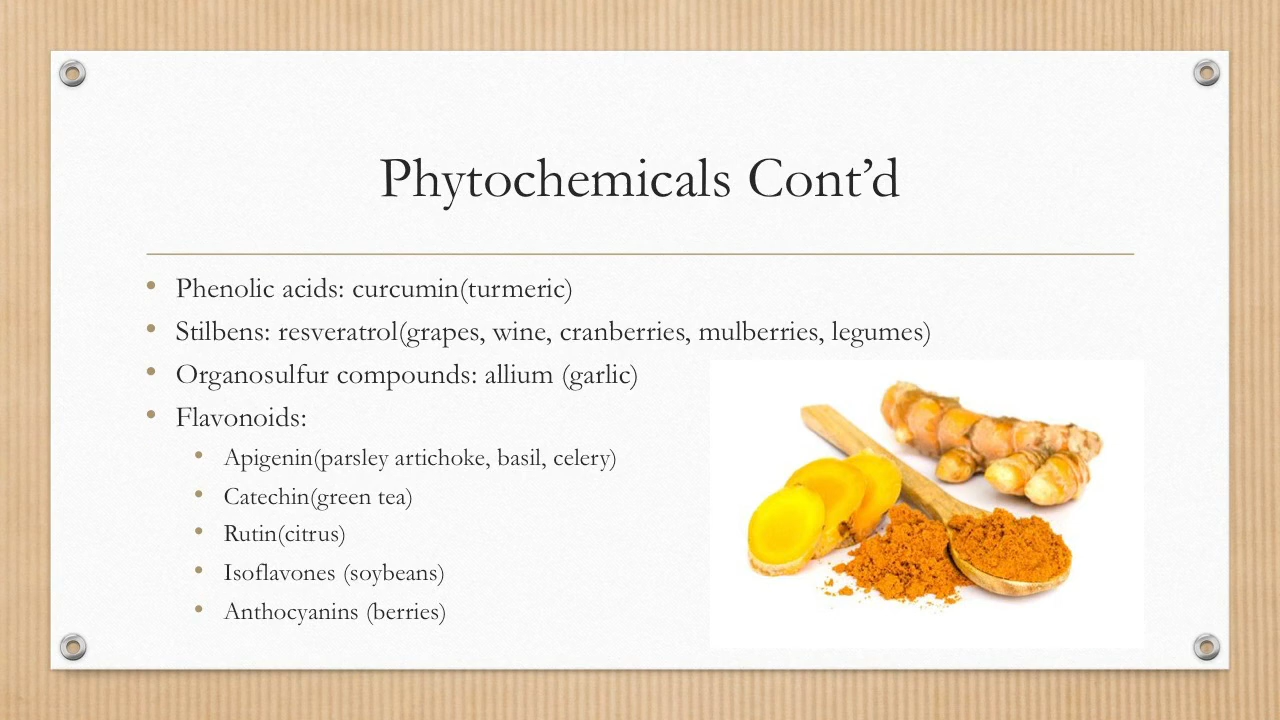 Phytochemicals Cont’d
• Phenolic acids: curcumin(turmeric)
• Stilbens: resveratrol(grapes, wine, cranberries, mulberries, legumes)
• Organosulfur compounds: allium (garlic)
• Flavonoids:
• Apigenin(parsley artichoke, basil, celery)
• Catechin(green tea)
• Rutin(citrus)
• Isoflavones (soybeans)
• Anthocyanins (berries)